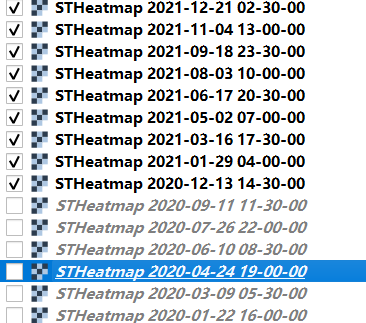 STHeatmap 2021-12-21 02-30-00
STHeatmap 2021-11-04 13-00-00
STHeatmap 2021-09-18 23-30-00
STHeatmap 2021-08-03 10-00-00
STHeatmap 2021-06-17 20-30-00
STHeatmap 2021-05-02 07-00-00
STHeatmap 2021-03-16 17-30-00
STHeatmap 2021-01-29 04-00-00
STHeatmap 2020-12-13 14-30-00
STHeatmap 2020-09-11 11-30-00
STHeatmap 2020-07-26 22-00-00
STHeatmap 2020-06-10 08-30-00
STHeatmap 2020-04-24 19-00-00
STHeatmap 2020-03-09 05-30-00
STHeatmap 2020-01-22 16-00-00